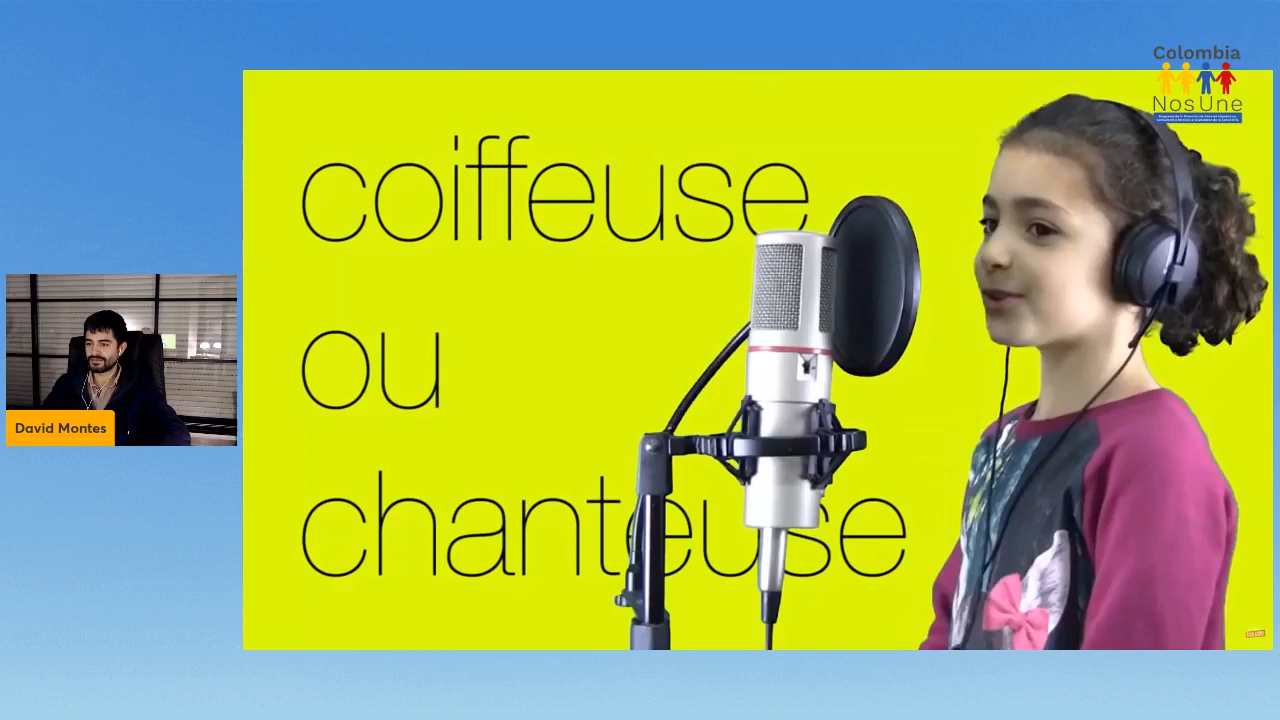 Colombia
NosUne
coiffeuse
ou
chanteuse
David Montes